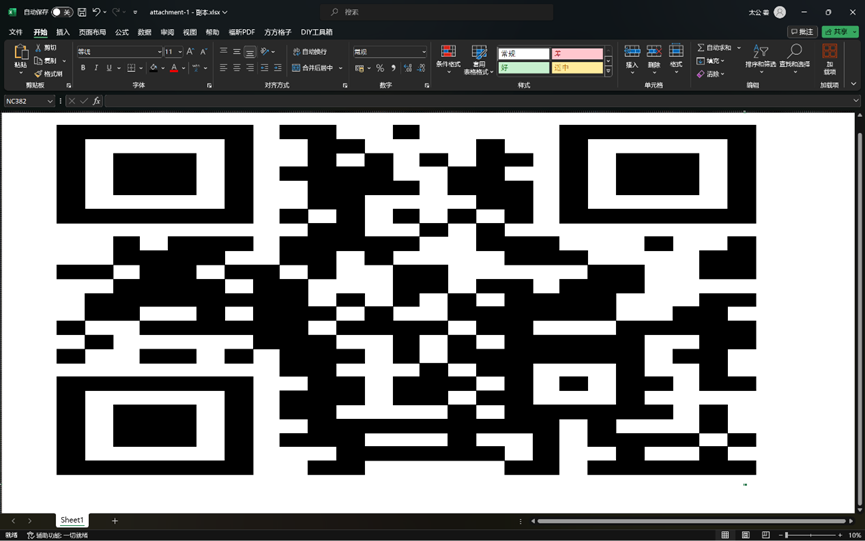 自动保存 关 attachment-1 - 副本.xlsx 搜索 太公 著
文件 开始 插入 页面布局 公式 数据 审阅 视图 帮助 福昕PDF 方方格子 DIY工具箱 批注 共享
粘贴 剪切 复制 格式刷 剪贴板
等线 11 B I U 字体
自动换行 合并后居中 对齐方式
常规 % 数字
条件格式 套用表格格式 常规 差 好 适中 样式
插入 删除 格式 单元格
自动求和 填充 清除 排序和筛选 查找和选择 编辑
加载项 加载项
NC382 fx
Sheet1
就绪 辅助功能: 一切就绪 10%